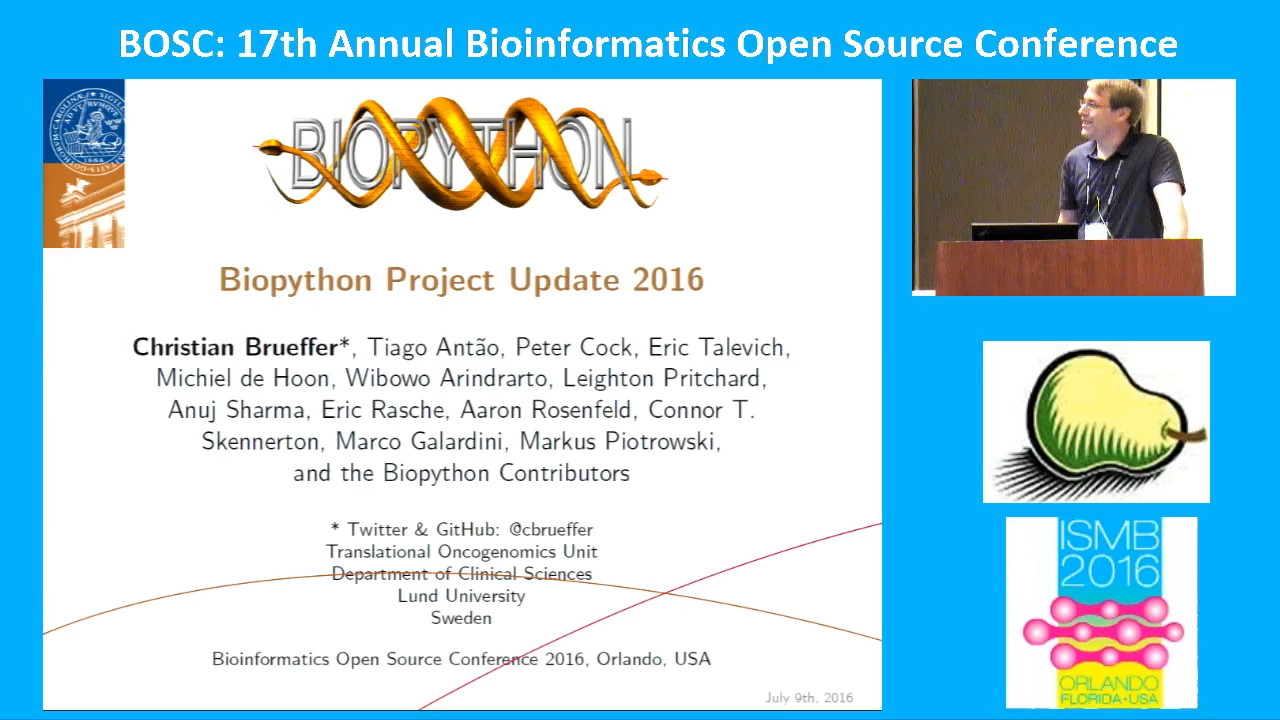 BOSC: 17th Annual Bioinformatics Open Source Conference
BIOPYTHON
Biopython Project Update 2016
Christian Brueffer*, Tiago Antão, Peter Cock, Eric Talevich,
Michiel de Hoon, Wibowo Arindrarto, Leighton Pritchard,
Anuj Sharma, Eric Rasche, Aaron Rosenfeld, Connor T.
Skennerton, Marco Galardini, Markus Piotrowski,
and the Biopython Contributors
* Twitter & GitHub: @cbrueffer
Translational Oncogenomics Unit
Department of Clinical Sciences
Lund University
Sweden
Bioinformatics Open Source Conference 2016, Orlando, USA
July 9th, 2016
ISMB
2016
ORLANDO
FLORIDA•USA